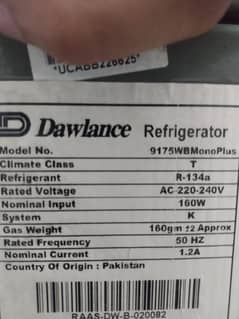 *UCABB226625*
Dawlance Refrigerator
Model No. 9175WBMonoPlus
Climate Class T
Refrigerant R-134a
Rated Voltage AC 220-240V
Nominal Input 160W
System K
Gas Weight 160gm ±2 Approx
Rated Frequency 50 HZ
Nominal Current 1.2A
Country Of Origin : Pakistan
RAAS-DW-B-020082